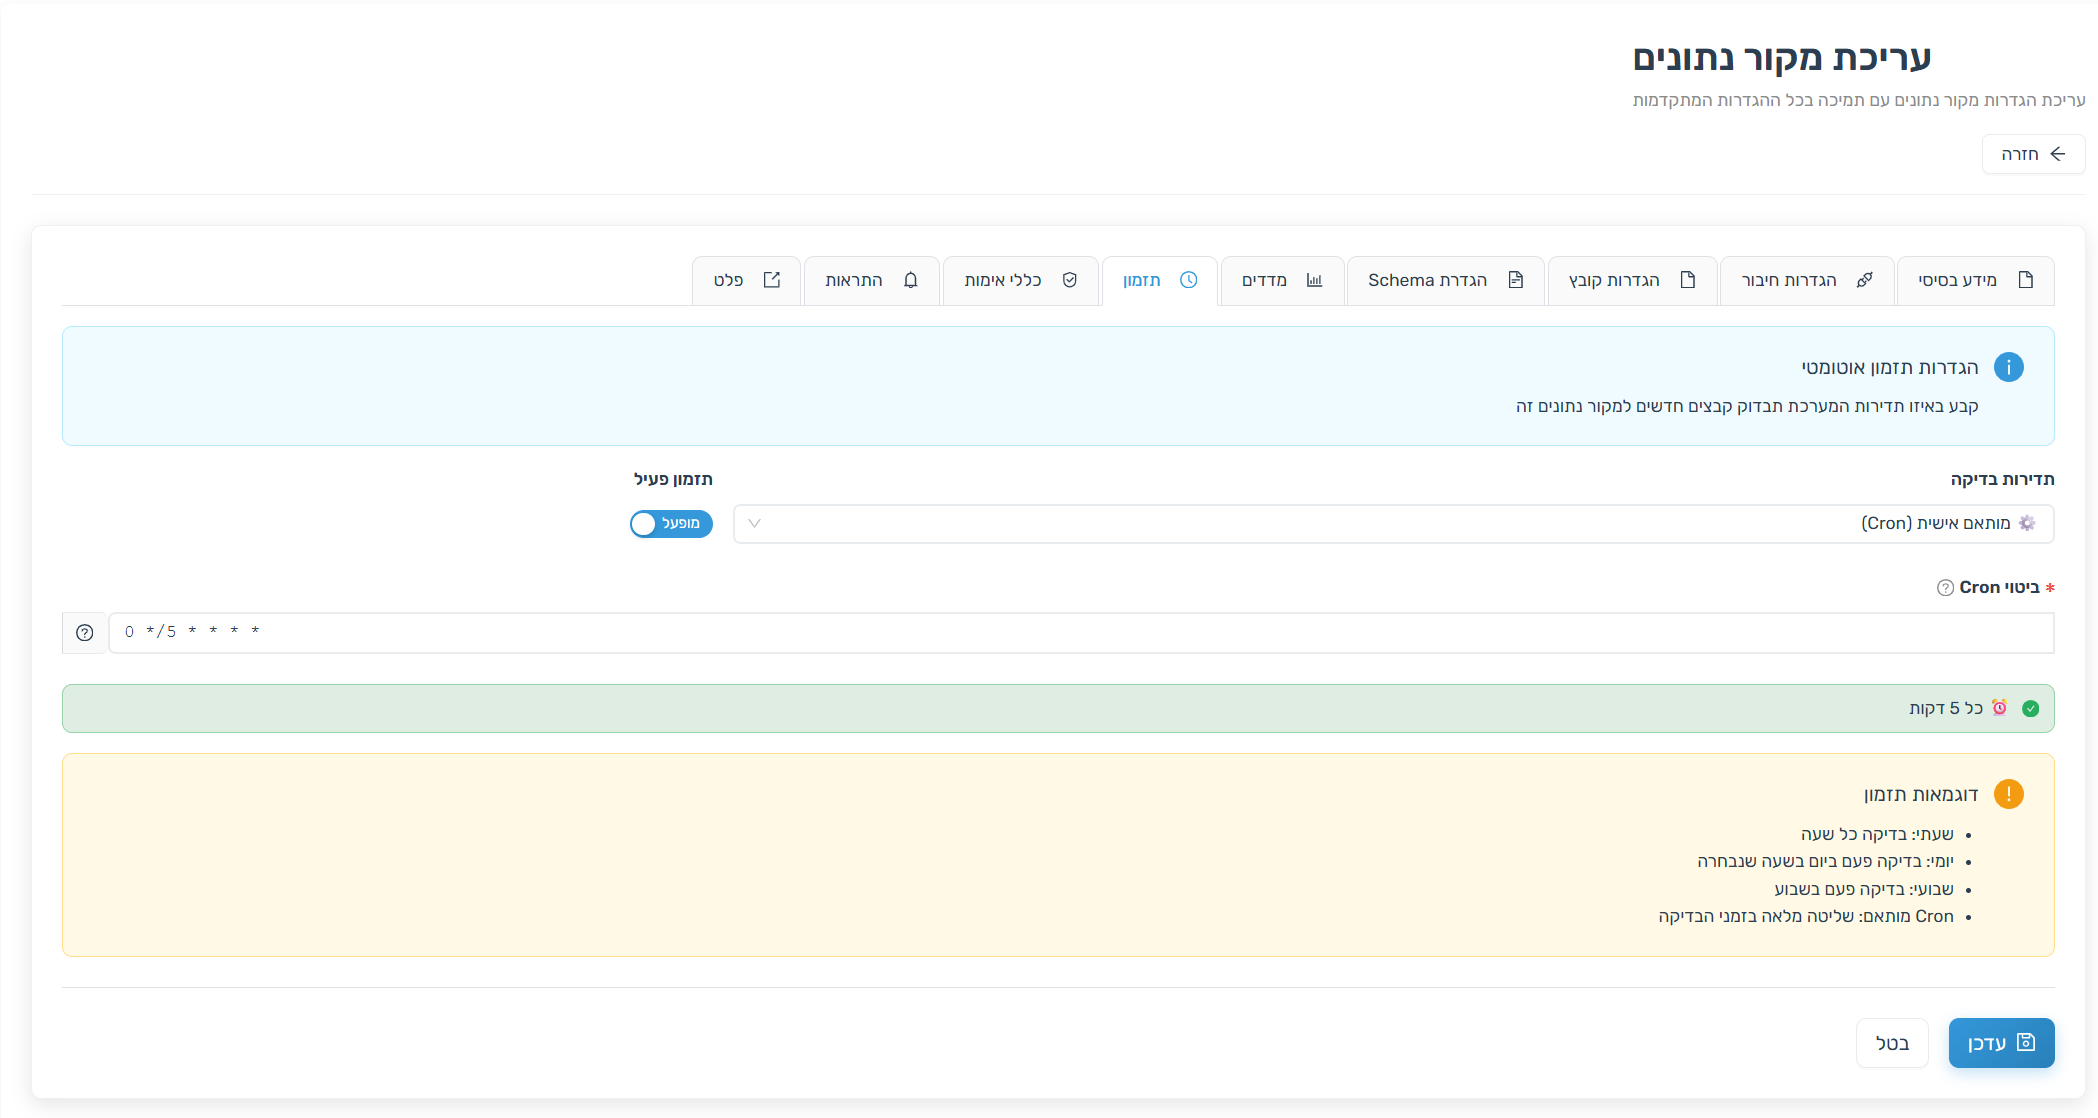 עריכת מקור נתונים
עריכת הגדרות מקור נתונים עם תמיכה בכל ההגדרות המתקדמות
חזרה
מידע בסיסי
הגדרות חיבור
הגדרות קובץ
הגדרת Schema
מדדים
תזמון
כללי אימות
התראות
פלט
הגדרות תזמון אוטומטי
קבע באיזו תדירות המערכת תבדוק קבצים חדשים למקור נתונים זה
תדירות בדיקה
תזמון פעיל
⚙️ מותאם אישית (Cron)
מופעל
* ביטוי Cron
0 */5 * * * *
⏰ כל 5 דקות
דוגמאות תזמון
• שעתי: בדיקה כל שעה
• יומי: בדיקה פעם ביום בשעה שנבחרה
• שבועי: בדיקה פעם בשבוע
• Cron מותאם: שליטה מלאה בזמני הבדיקה
עדכן
בטל